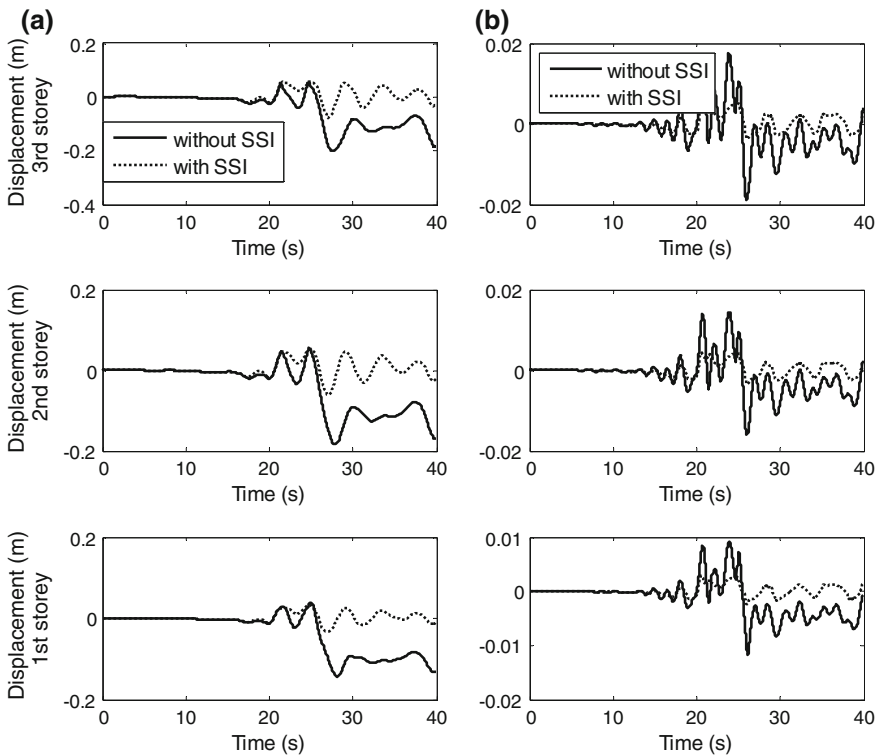 (a)
Displacement (m)
3rd storey
0.2
0
-0.2
-0.4
without SSI
with SSI
0 10 20 30 40
Time (s)
(b)
0.02
0
-0.02
without SSI
with SSI
0 10 20 30 40
Time (s)
Displacement (m)
2nd storey
0.2
0
-0.2
0 10 20 30 40
Time (s)
0.02
0
-0.02
0 10 20 30 40
Time (s)
Displacement (m)
1st storey
0.2
0
-0.2
0 10 20 30 40
Time (s)
0.01
0
-0.01
-0.02
0 10 20 30 40
Time (s)